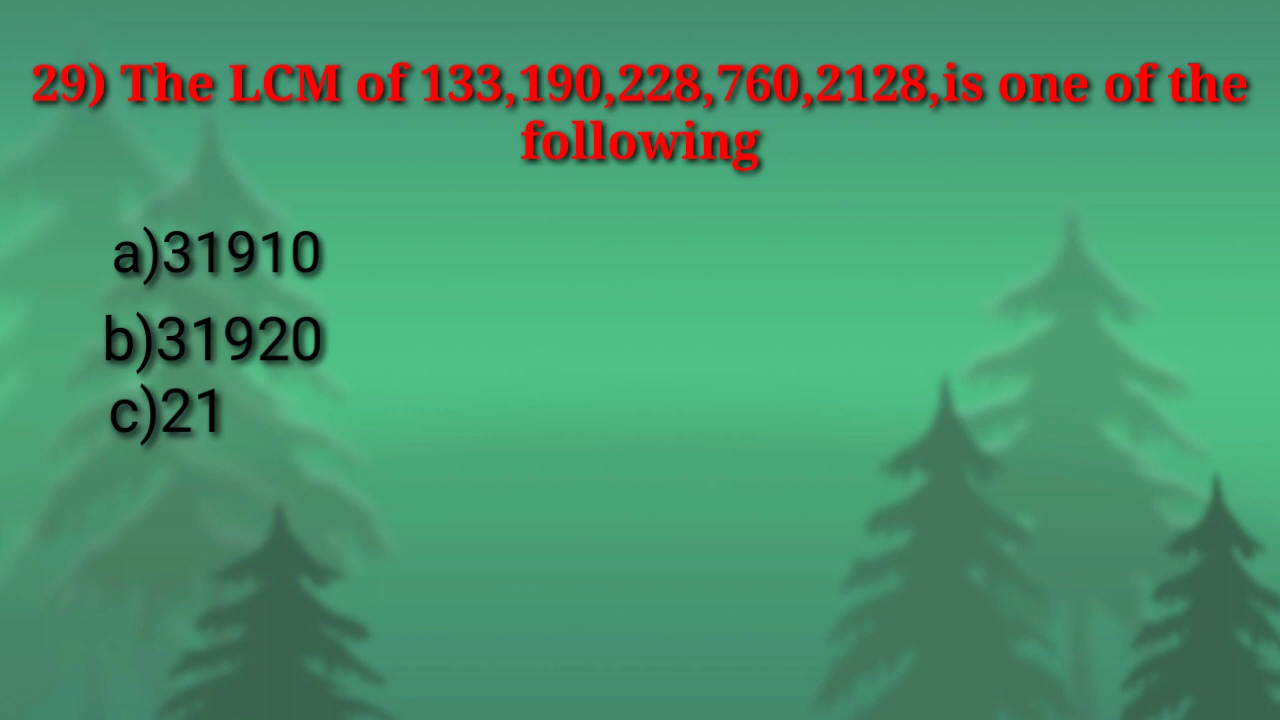 29) The LCM of 133,190,228,760,2128,is one of the
following
a)31910
b)31920
c)21